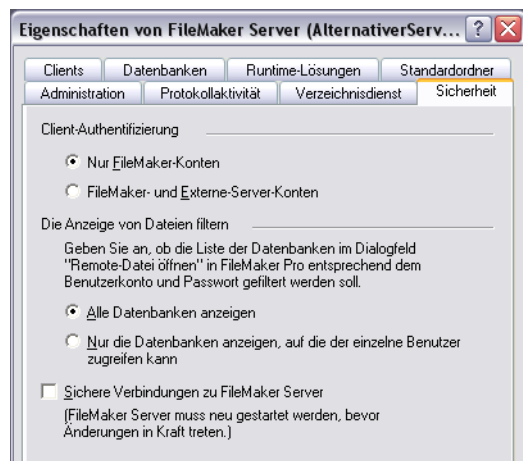 Eigenschaften von FileMaker Server (AlternativerServ...
Clients Datenbanken Runtime-Lösungen Standardordner
Administration Protokollaktivität Verzeichnisdienst Sicherheit
Client-Authentifizierung
Nur FileMaker-Konten
FileMaker- und Externe-Server-Konten
Die Anzeige von Dateien filtern
Geben Sie an, ob die Liste der Datenbanken im Dialogfeld
"Remote-Datei öffnen" in FileMaker Pro entsprechend dem
Benutzerkonto und Passwort gefiltert werden soll.
Alle Datenbanken anzeigen
Nur die Datenbanken anzeigen, auf die der einzelne Benutzer
zugreifen kann
Sichere Verbindungen zu FileMaker Server
(FileMaker Server muss neu gestartet werden, bevor
Änderungen in Kraft treten.)